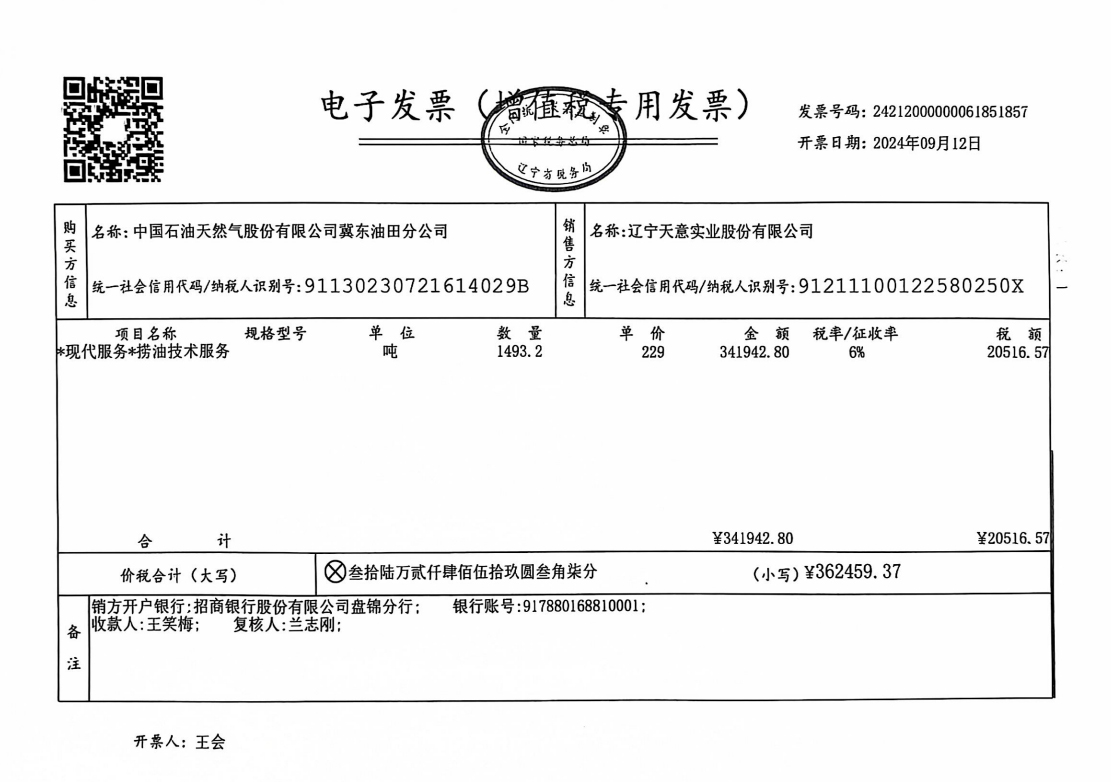 电子发票（增值税专用发票）
国家税务总局
辽宁省税务局
发票号码: 24212000000061851857
开票日期: 2024年09月12日
购买方信息
名称: 中国石油天然气股份有限公司冀东油田分公司
统一社会信用代码/纳税人识别号: 91130230721614029B
销售方信息
名称: 辽宁天意实业股份有限公司
统一社会信用代码/纳税人识别号: 91211100122580250X
项目名称 规格型号 单 位 数 量 单 价 金 额 税率/征收率 税 额
*现代服务*捞油技术服务 吨 1493.2 229 341942.80 6% 20516.57
合 计 ¥341942.80 ¥20516.57
价税合计（大写） 叁拾陆万贰仟肆佰伍拾玖圆叁角柒分 (小写) ¥362459.37
备注
销方开户银行:招商银行股份有限公司盘锦分行; 银行账号:917880168810001;
收款人:王笑梅; 复核人:兰志刚;
开票人: 王会